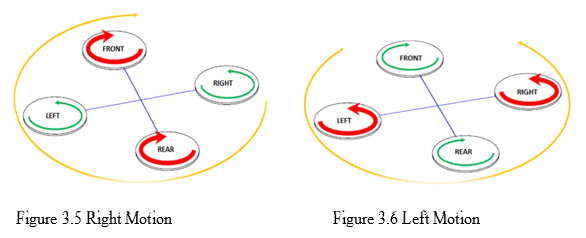 FRONT
RIGHT
LEFT
REAR
FRONT
RIGHT
LEFT
REAR
Figure 3.5 Right Motion
Figure 3.6 Left Motion